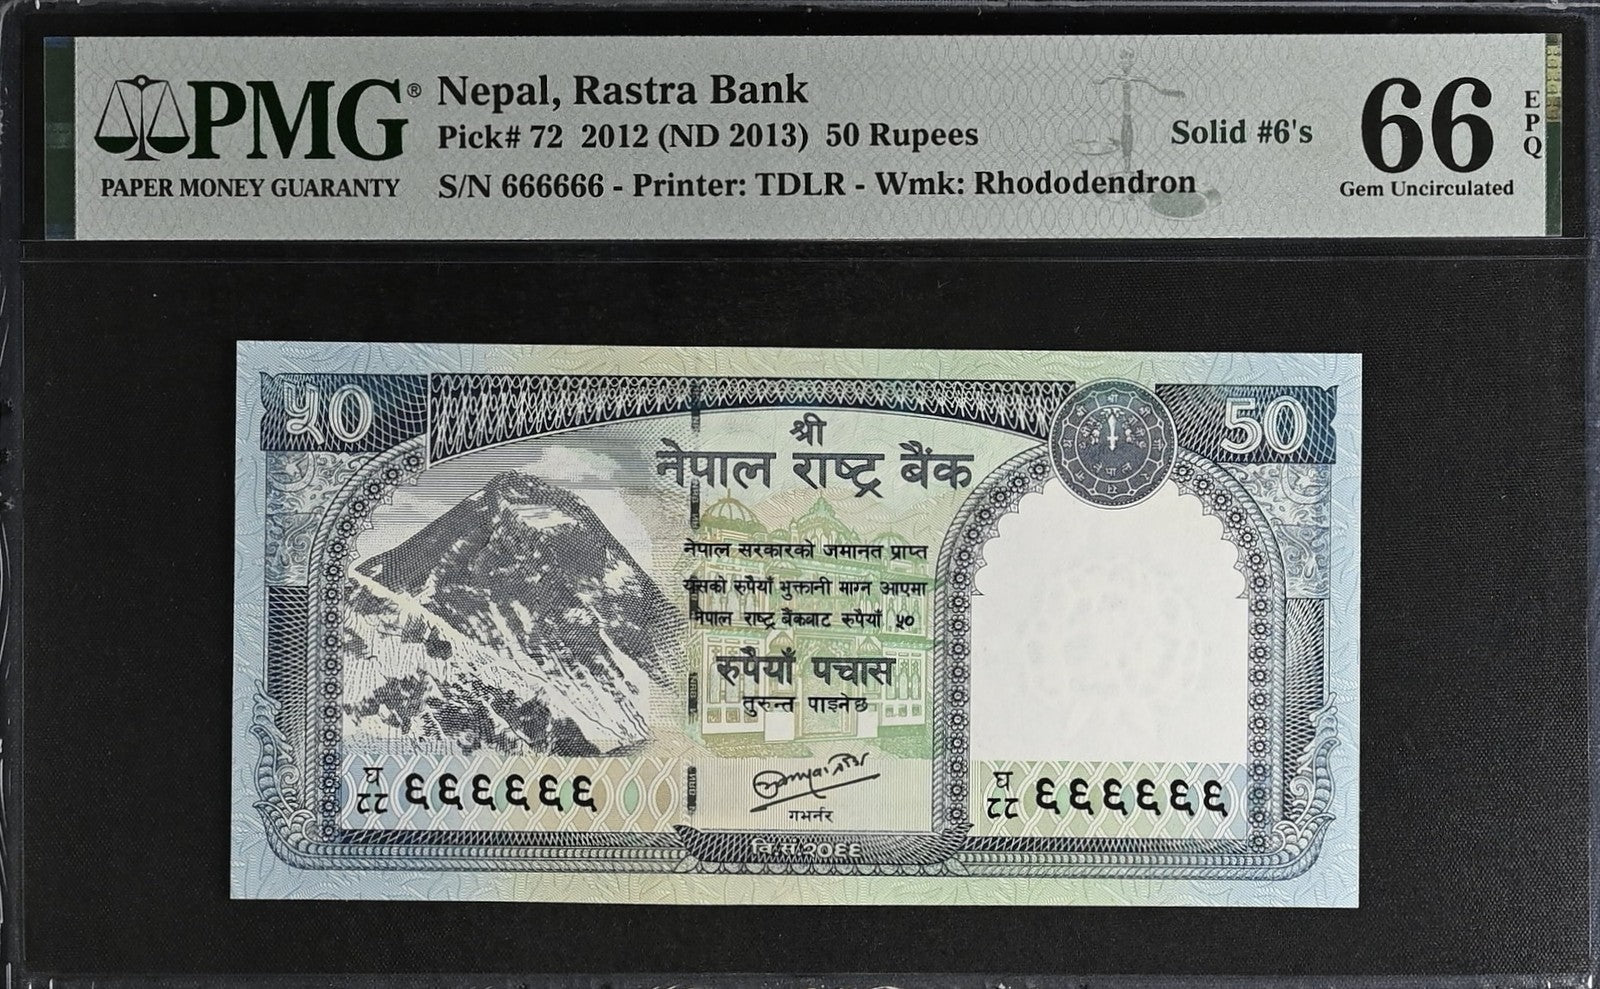 PMG®
PAPER MONEY GUARANTY
Nepal, Rastra Bank
Pick# 72 2012 (ND 2013) 50 Rupees
S/N 666666 - Printer: TDLR - Wmk: Rhododendron
Solid #6's
66
EPQ
Gem Uncirculated
५०
50
श्री
नेपाल राष्ट्र बैंक
नेपाल सरकारको जमानत प्राप्त
यसको रुपैयाँ भुक्तानी माग्न आएमा
नेपाल राष्ट्र बैंकबाट रुपैयाँ ५०
रुपैयाँ पचास
तुरुन्त पाइनेछ
घ
८८ ६६६६६६
गभर्नर
घ
८८ ६६६६६६
वि.सं.२०६६